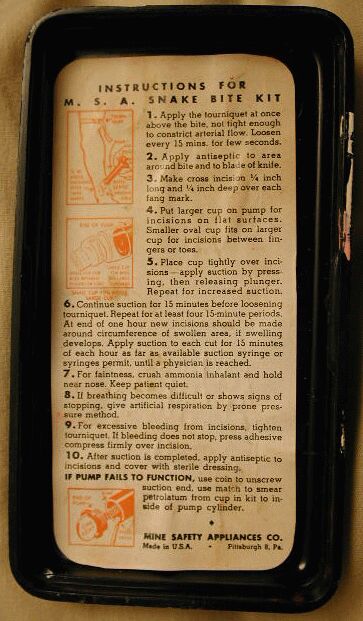 INSTRUCTIONS FOR
M. S. A. SNAKE BITE KIT
1. Apply the tourniquet at once
above the bite, not tight enough
to constrict arterial flow. Loosen
every 15 mins. for few seconds.
2. Apply antiseptic to area
around bite and to blade of knife.
3. Make cross incision ¼ inch
long and ¼ inch deep over each
fang mark.
4. Put larger cup on pump for
incisions on flat surfaces.
Smaller oval cup fits on larger
cup for incisions between fin-
gers or toes.
5. Place cup tightly over inci-
sions—apply suction by press-
ing, then releasing plunger.
Repeat for increased suction.
6. Continue suction for 15 minutes before loosening
tourniquet. Repeat for at least four 15-minute periods.
At end of one hour new incisions should be made
around circumference of swollen area, if swelling
develops. Apply suction to each cut for 15 minutes
of each hour as far as available suction syringe or
syringes permit, until a physician is reached.
7. For faintness, crush ammonia inhalant and hold
near nose. Keep patient quiet.
8. If breathing becomes difficult or shows signs of
stopping, give artificial respiration by prone pres-
sure method.
9. For excessive bleeding from incisions, tighten
tourniquet. If bleeding does not stop, press adhesive
compress firmly over incision.
10. After suction is completed, apply antiseptic to
incisions and cover with sterile dressing.
IF PUMP FAILS TO FUNCTION, use coin to unscrew
suction end, use match to smear
petrolatum from cup in kit to in-
side of pump cylinder.
END OF
PUMP
MINE SAFETY APPLIANCES CO.
Made in U.S.A. • Pittsburgh 8, Pa.